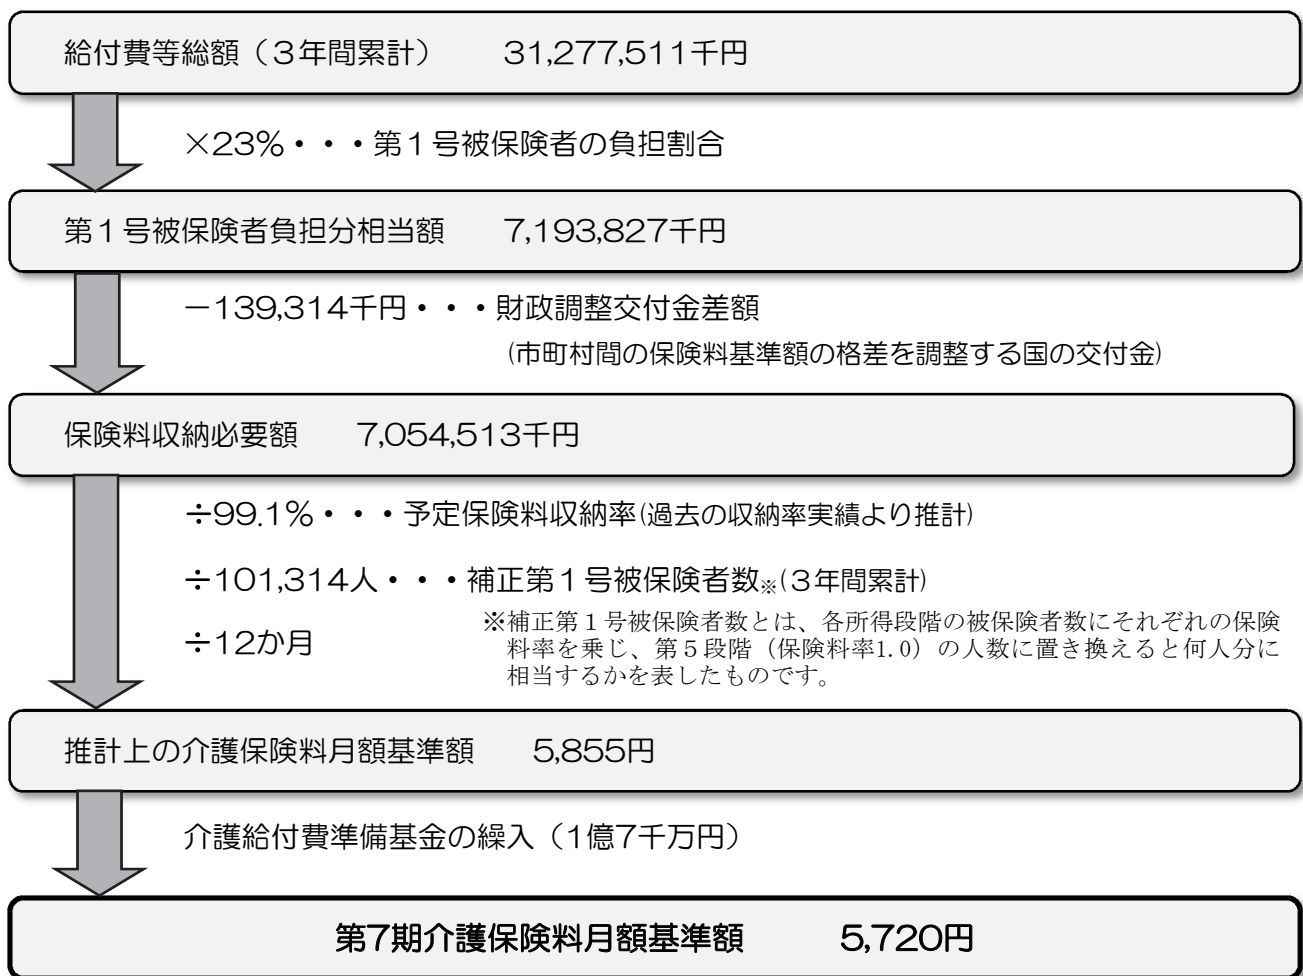 給付費等総額（３年間累計）　　31,277,511千円
×23％・・・第１号被保険者の負担割合
第１号被保険者負担分相当額　　7,193,827千円
－139,314千円・・・財政調整交付金差額
(市町村間の保険料基準額の格差を調整する国の交付金)
保険料収納必要額　　7,054,513千円
÷99.1％・・・予定保険料収納率(過去の収納率実績より推計)
÷101,314人・・・補正第１号被保険者数※(３年間累計)
÷12か月
※補正第１号被保険者数とは、各所得段階の被保険者数にそれぞれの保険
料率を乗じ、第５段階（保険料率1.0）の人数に置き換えると何人分に
相当するかを表したものです。
推計上の介護保険料月額基準額　　5,855円
介護給付費準備基金の繰入（1億7千万円）
第7期介護保険料月額基準額　　5,720円